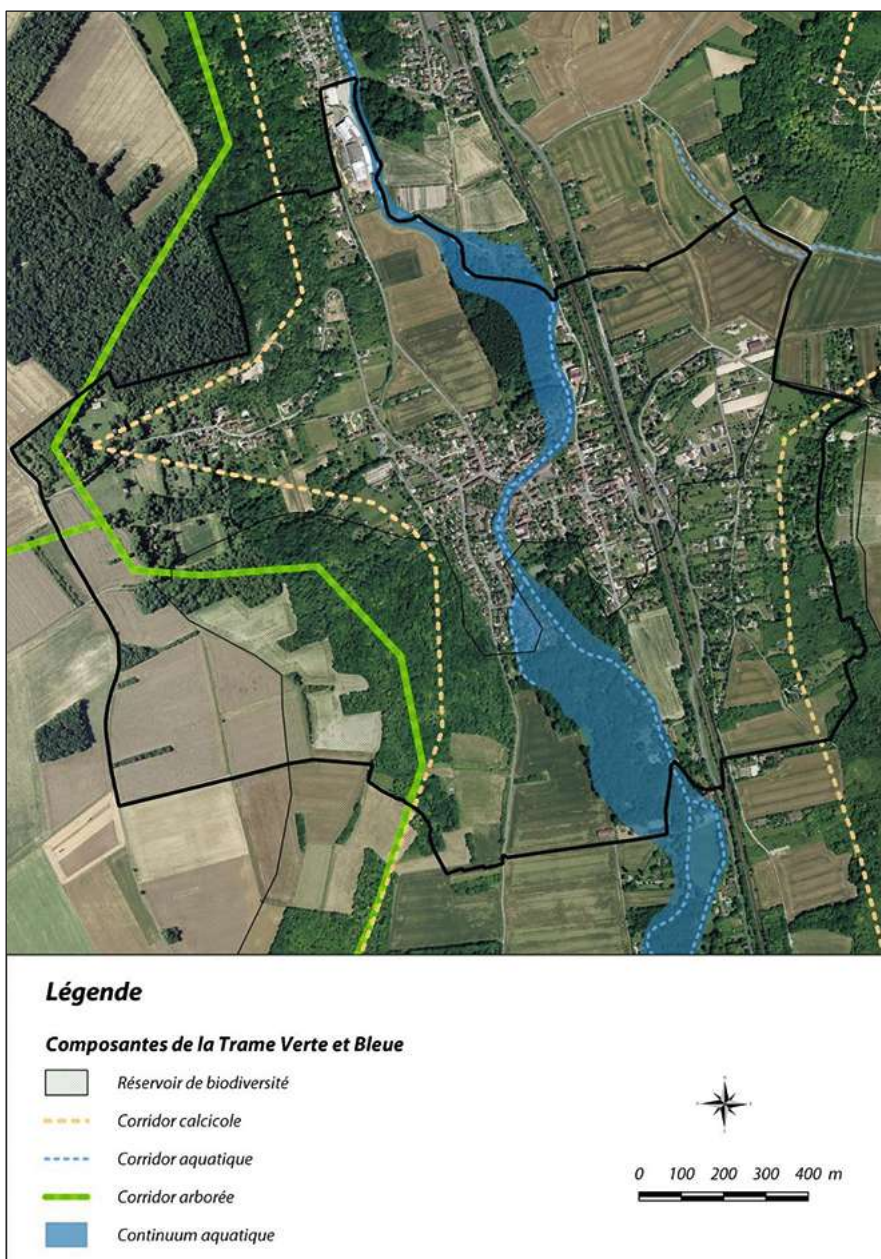 Légende
Composantes de la Trame Verte et Bleue
Réservoir de biodiversité
Corridor calcicole
Corridor aquatique
Corridor arborée
Continuum aquatique
0 100 200 300 400 m